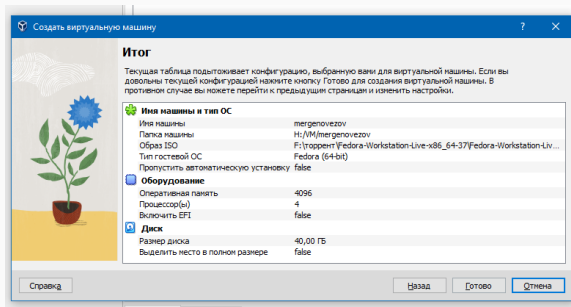 Создать виртуальную машину
Итог
Текущая таблица подытоживает конфигурацию, выбранную вами для виртуальной машины. Если вы
довольны текущей конфигурацией нажмите кнопку Готово для создания виртуальной машины. В
противном случае вы можете перейти к предыдущим страницам и изменить настройки.
Имя машины и тип ОС
Имя машины mergenovezov
Папка машины H:/VM/mergenovezov
Образ ISO F:\торрент\Fedora-Workstation-Live-x86_64-37\Fedora-Workstation-Liv...
Тип гостевой ОС Fedora (64-bit)
Пропустить автоматическую установку false
Оборудование
Оперативная память 4096
Процессор(ы) 4
Включить EFI false
Диск
Размер диска 40,00 ГБ
Выделить место в полном размере false
Справка Назад Готово Отмена